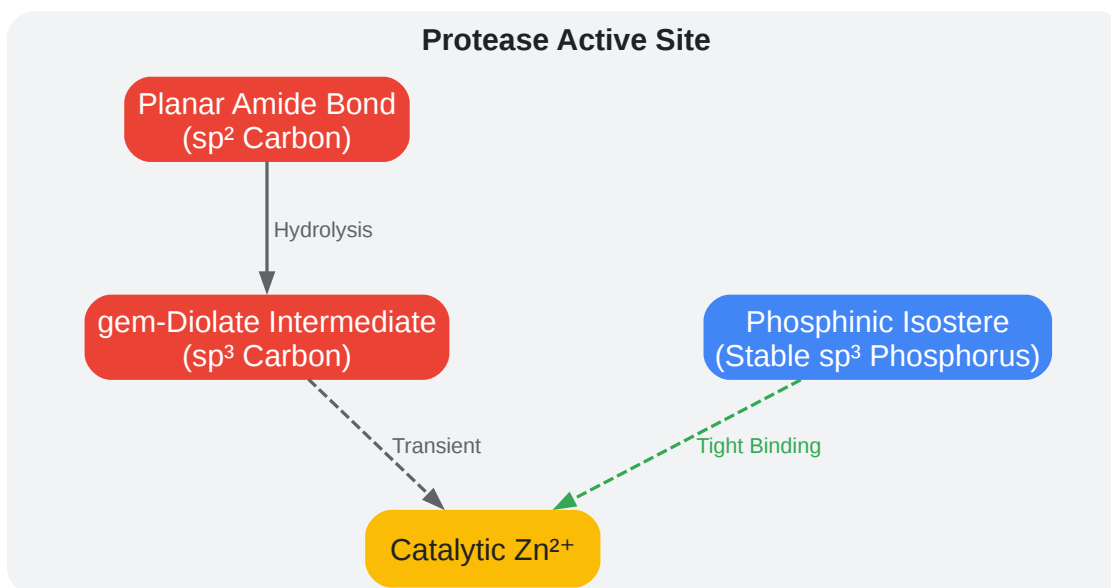 Protease Active Site
Planar Amide Bond
(sp² Carbon)
Hydrolysis
gem-Diolate Intermediate
(sp³ Carbon)
Phosphinic Isostere
(Stable sp³ Phosphorus)
Transient
Tight Binding
Catalytic Zn²⁺